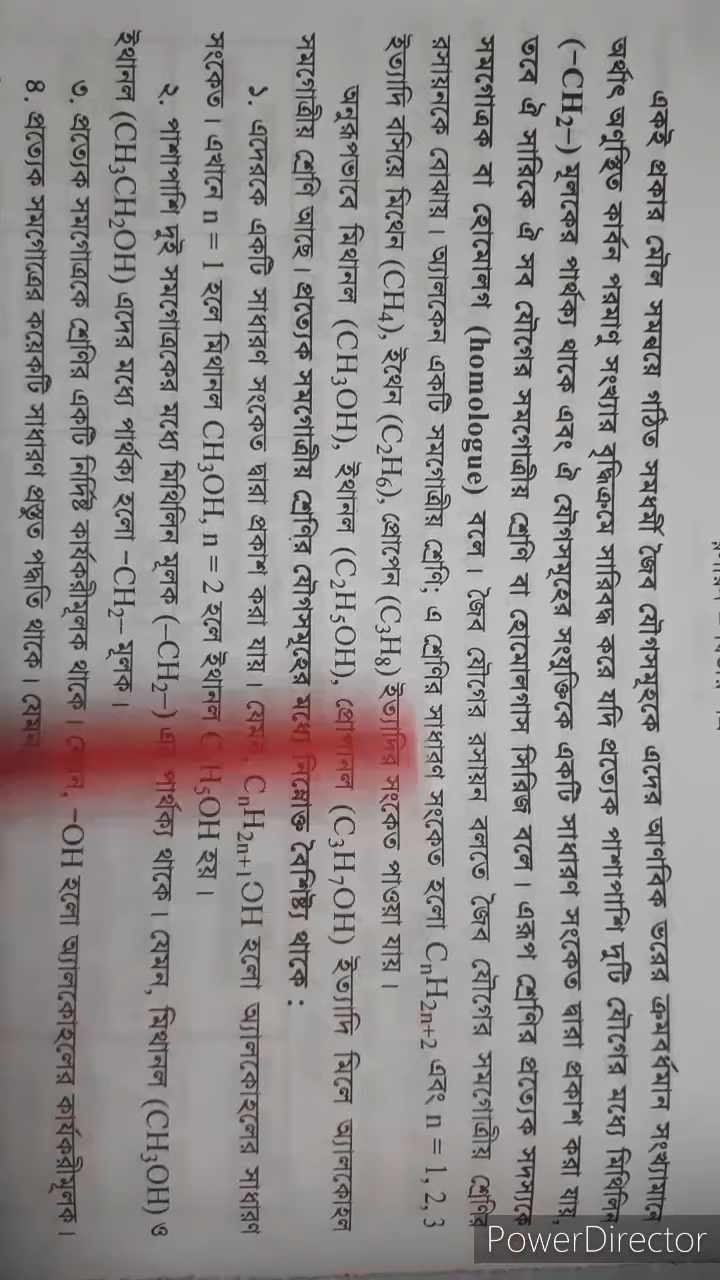 একই প্রকার মৌল সমন্বয়ে গঠিত সমধর্মী জৈব যৌগসমূহকে এদের আণবিক ভরের ক্রমবর্ধমান সংখ্যামানে
অর্থাৎ অণুস্থিত কার্বন পরমাণু সংখ্যার বৃদ্ধিক্রমে সারিবদ্ধ করে যদি প্রত্যেক পাশাপাশি দুটি যৌগের মধ্যে মিথিলিন
(-CH2-) মূলকের পার্থক্য থাকে এবং ঐ যৌগসমূহের সংযুক্তিকে একটি সাধারণ সংকেত দ্বারা প্রকাশ করা যায়,
তবে ঐ সারিকে ঐ সব যৌগের সমগোত্রীয় শ্রেণি বা হোমোলগাস সিরিজ বলে। এরূপ শ্রেণির প্রত্যেক সদস্যকে
সমগোত্রক বা হোমোলগ (homologue) বলে। জৈব যৌগের রসায়ন বলতে জৈব যৌগের সমগোত্রীয় শ্রেণির
রসায়নকে বোঝায়। অ্যালকেন একটি সমগোত্রীয় শ্রেণি; এ শ্রেণির সাধারণ সংকেত হলো CnH2n+2 এবং n = 1, 2, 3
ইত্যাদি বসিয়ে মিথেন (CH4), ইথেন (C2H6), প্রোপেন (C3H8) ইত্যাদির সংকেত পাওয়া যায়।
অনুরূপভাবে মিথানল (CH3OH), ইথানল (C2H5OH), প্রোপানল (C3H7OH) ইত্যাদি মিলে অ্যালকোহল
সমগোত্রীয় শ্রেণি আছে। প্রত্যেক সমগোত্রীয় শ্রেণির যৌগসমূহের মধ্যে নিম্নোক্ত বৈশিষ্ট্য থাকে :
১. এদেরকে একটি সাধারণ সংকেত দ্বারা প্রকাশ করা যায়। যেমন, CnH2n+1OH হলো অ্যালকোহলের সাধারণ
সংকেত। এখানে n = 1 হলে মিথানল CH3OH, n = 2 হলে ইথানল C H5OH হয়।
২. পাশাপাশি দুই সমগোত্রকের মধ্যে মিথিলিন মূলক (-CH2-) এর পার্থক্য থাকে। যেমন, মিথানল (CH3OH) ও
ইথানল (CH3CH2OH) এদের মধ্যে পার্থক্য হলো -CH2- মূলক।
৩. প্রত্যেক সমগোত্রকে শ্রেণির একটি নির্দিষ্ট কার্যকরীমূলক থাকে। -OH হলো অ্যালকোহলের কার্যকরীমূলক।
৪. প্রত্যেক সমগোত্রের কয়েকটি সাধারণ প্রস্তুত পদ্ধতি থাকে। যেমন
PowerDirector